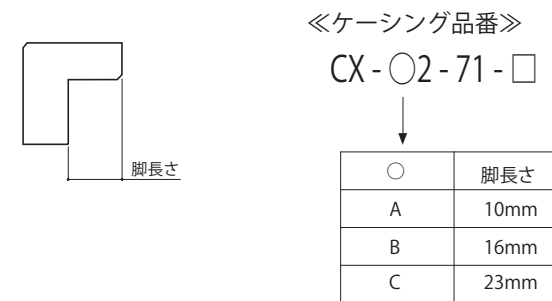 ≪ケーシング品番≫
CX - ○2 - 71 - □
脚長さ
○ 脚長さ
A 10mm
B 16mm
C 23mm